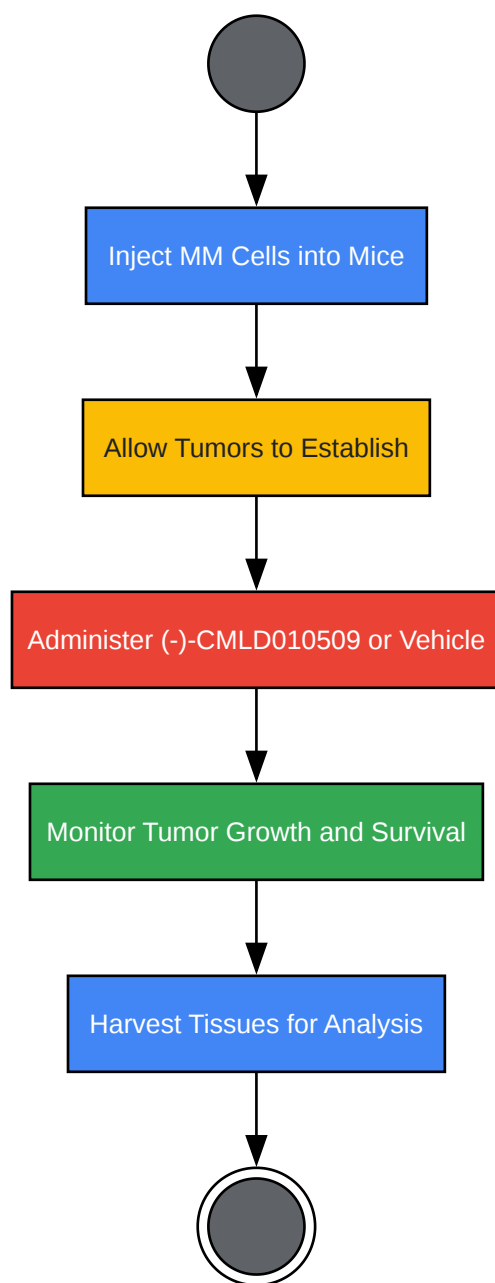 Inject MM Cells into Mice
Allow Tumors to Establish
Administer (-)-CMLD010509 or Vehicle
Monitor Tumor Growth and Survival
Harvest Tissues for Analysis